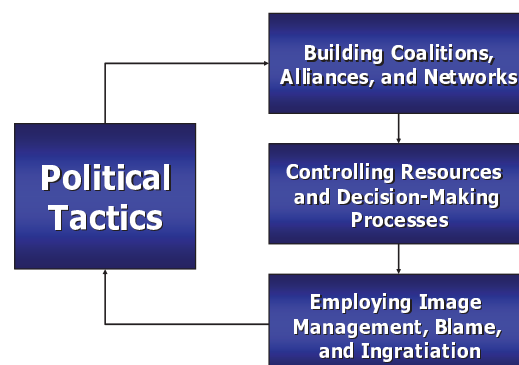 Building Coalitions,
Alliances, and Networks
Political
Tactics
Controlling Resources
and Decision-Making
Processes
Employing Image
Management, Blame,
and Ingratiation